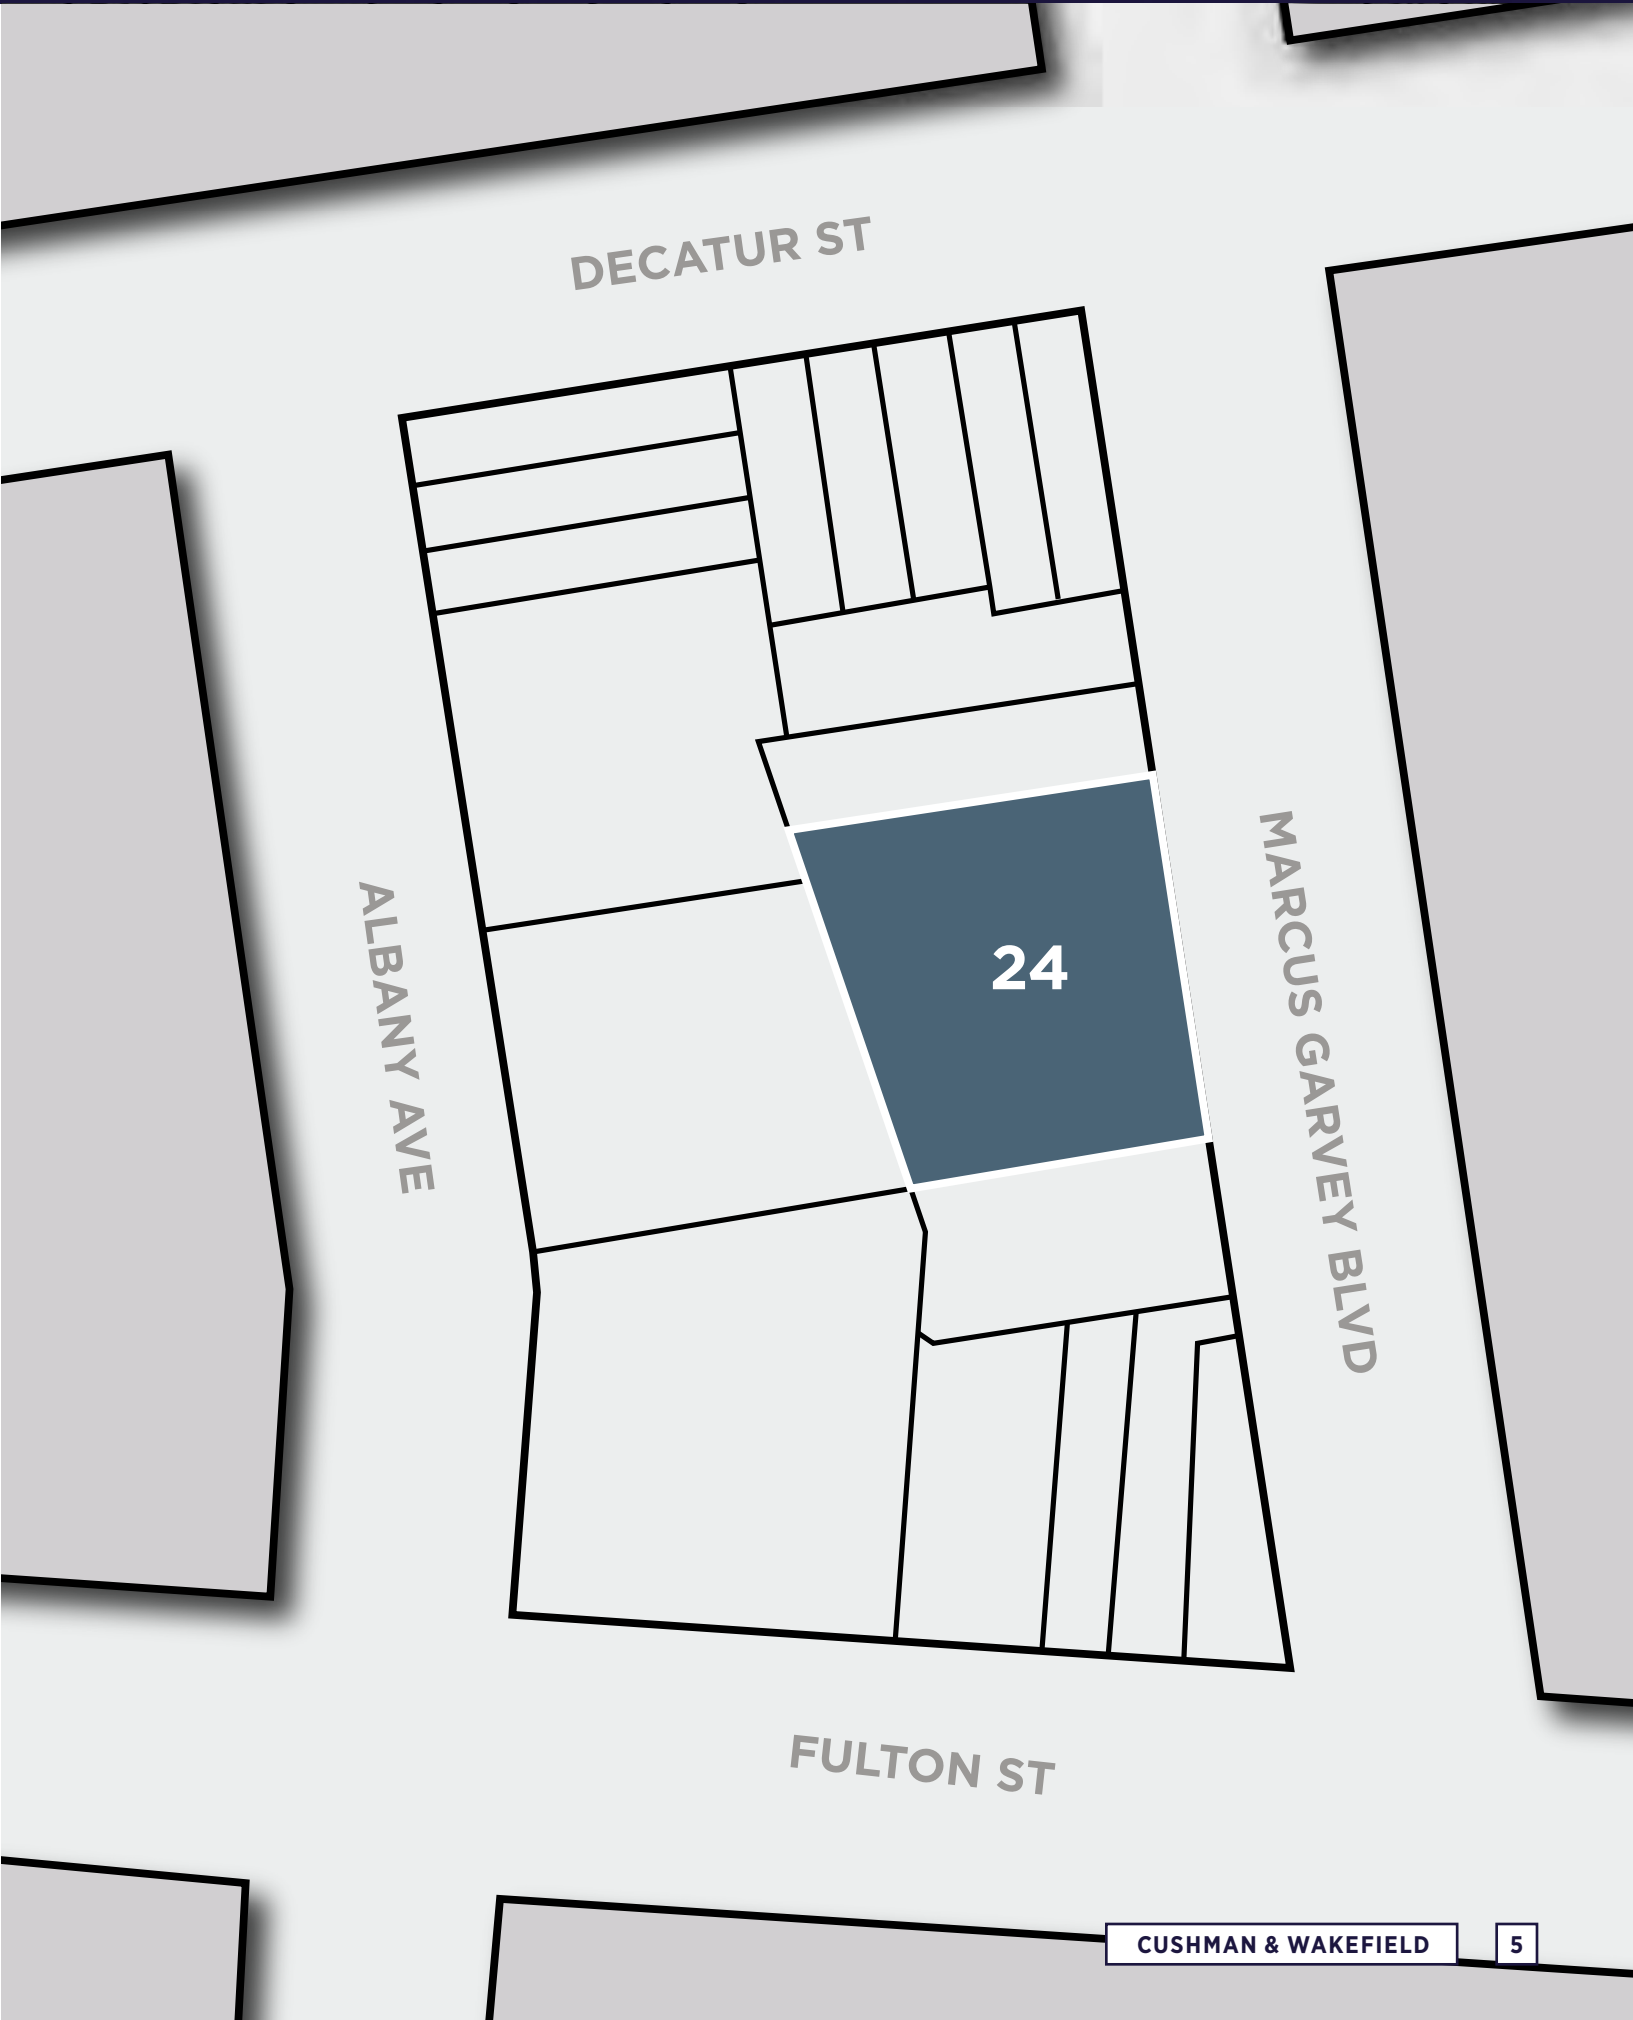 DECATUR ST
MARCUS GARVEY BLVD
ALBANY AVE
24
FULTON ST
CUSHMAN & WAKEFIELD
5